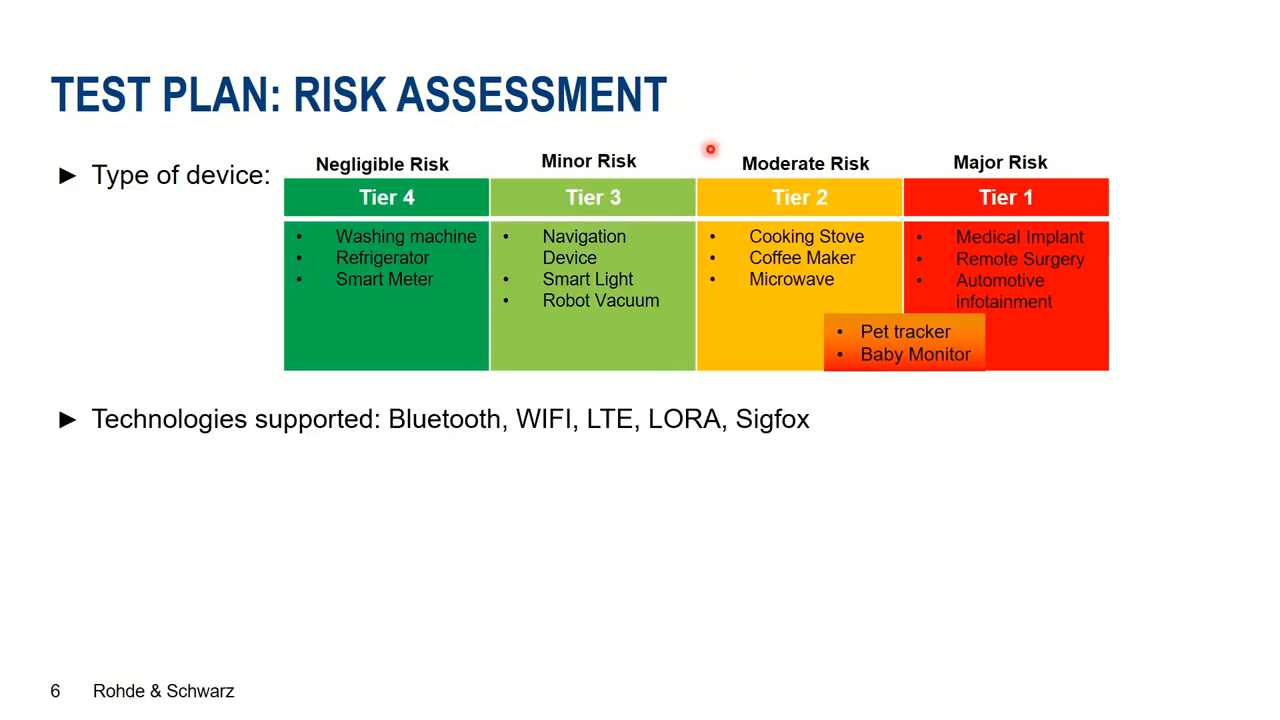 TEST PLAN: RISK ASSESSMENT
► Type of device:
Negligible Risk
Minor Risk
Moderate Risk
Major Risk
Tier 4
Tier 3
Tier 2
Tier 1
• Washing machine
• Refrigerator
• Smart Meter
• Navigation
Device
• Smart Light
• Robot Vacuum
• Cooking Stove
• Coffee Maker
• Microwave
• Medical Implant
• Remote Surgery
• Automotive
infotainment
• Pet tracker
• Baby Monitor
► Technologies supported: Bluetooth, WIFI, LTE, LORA, Sigfox
6 Rohde & Schwarz